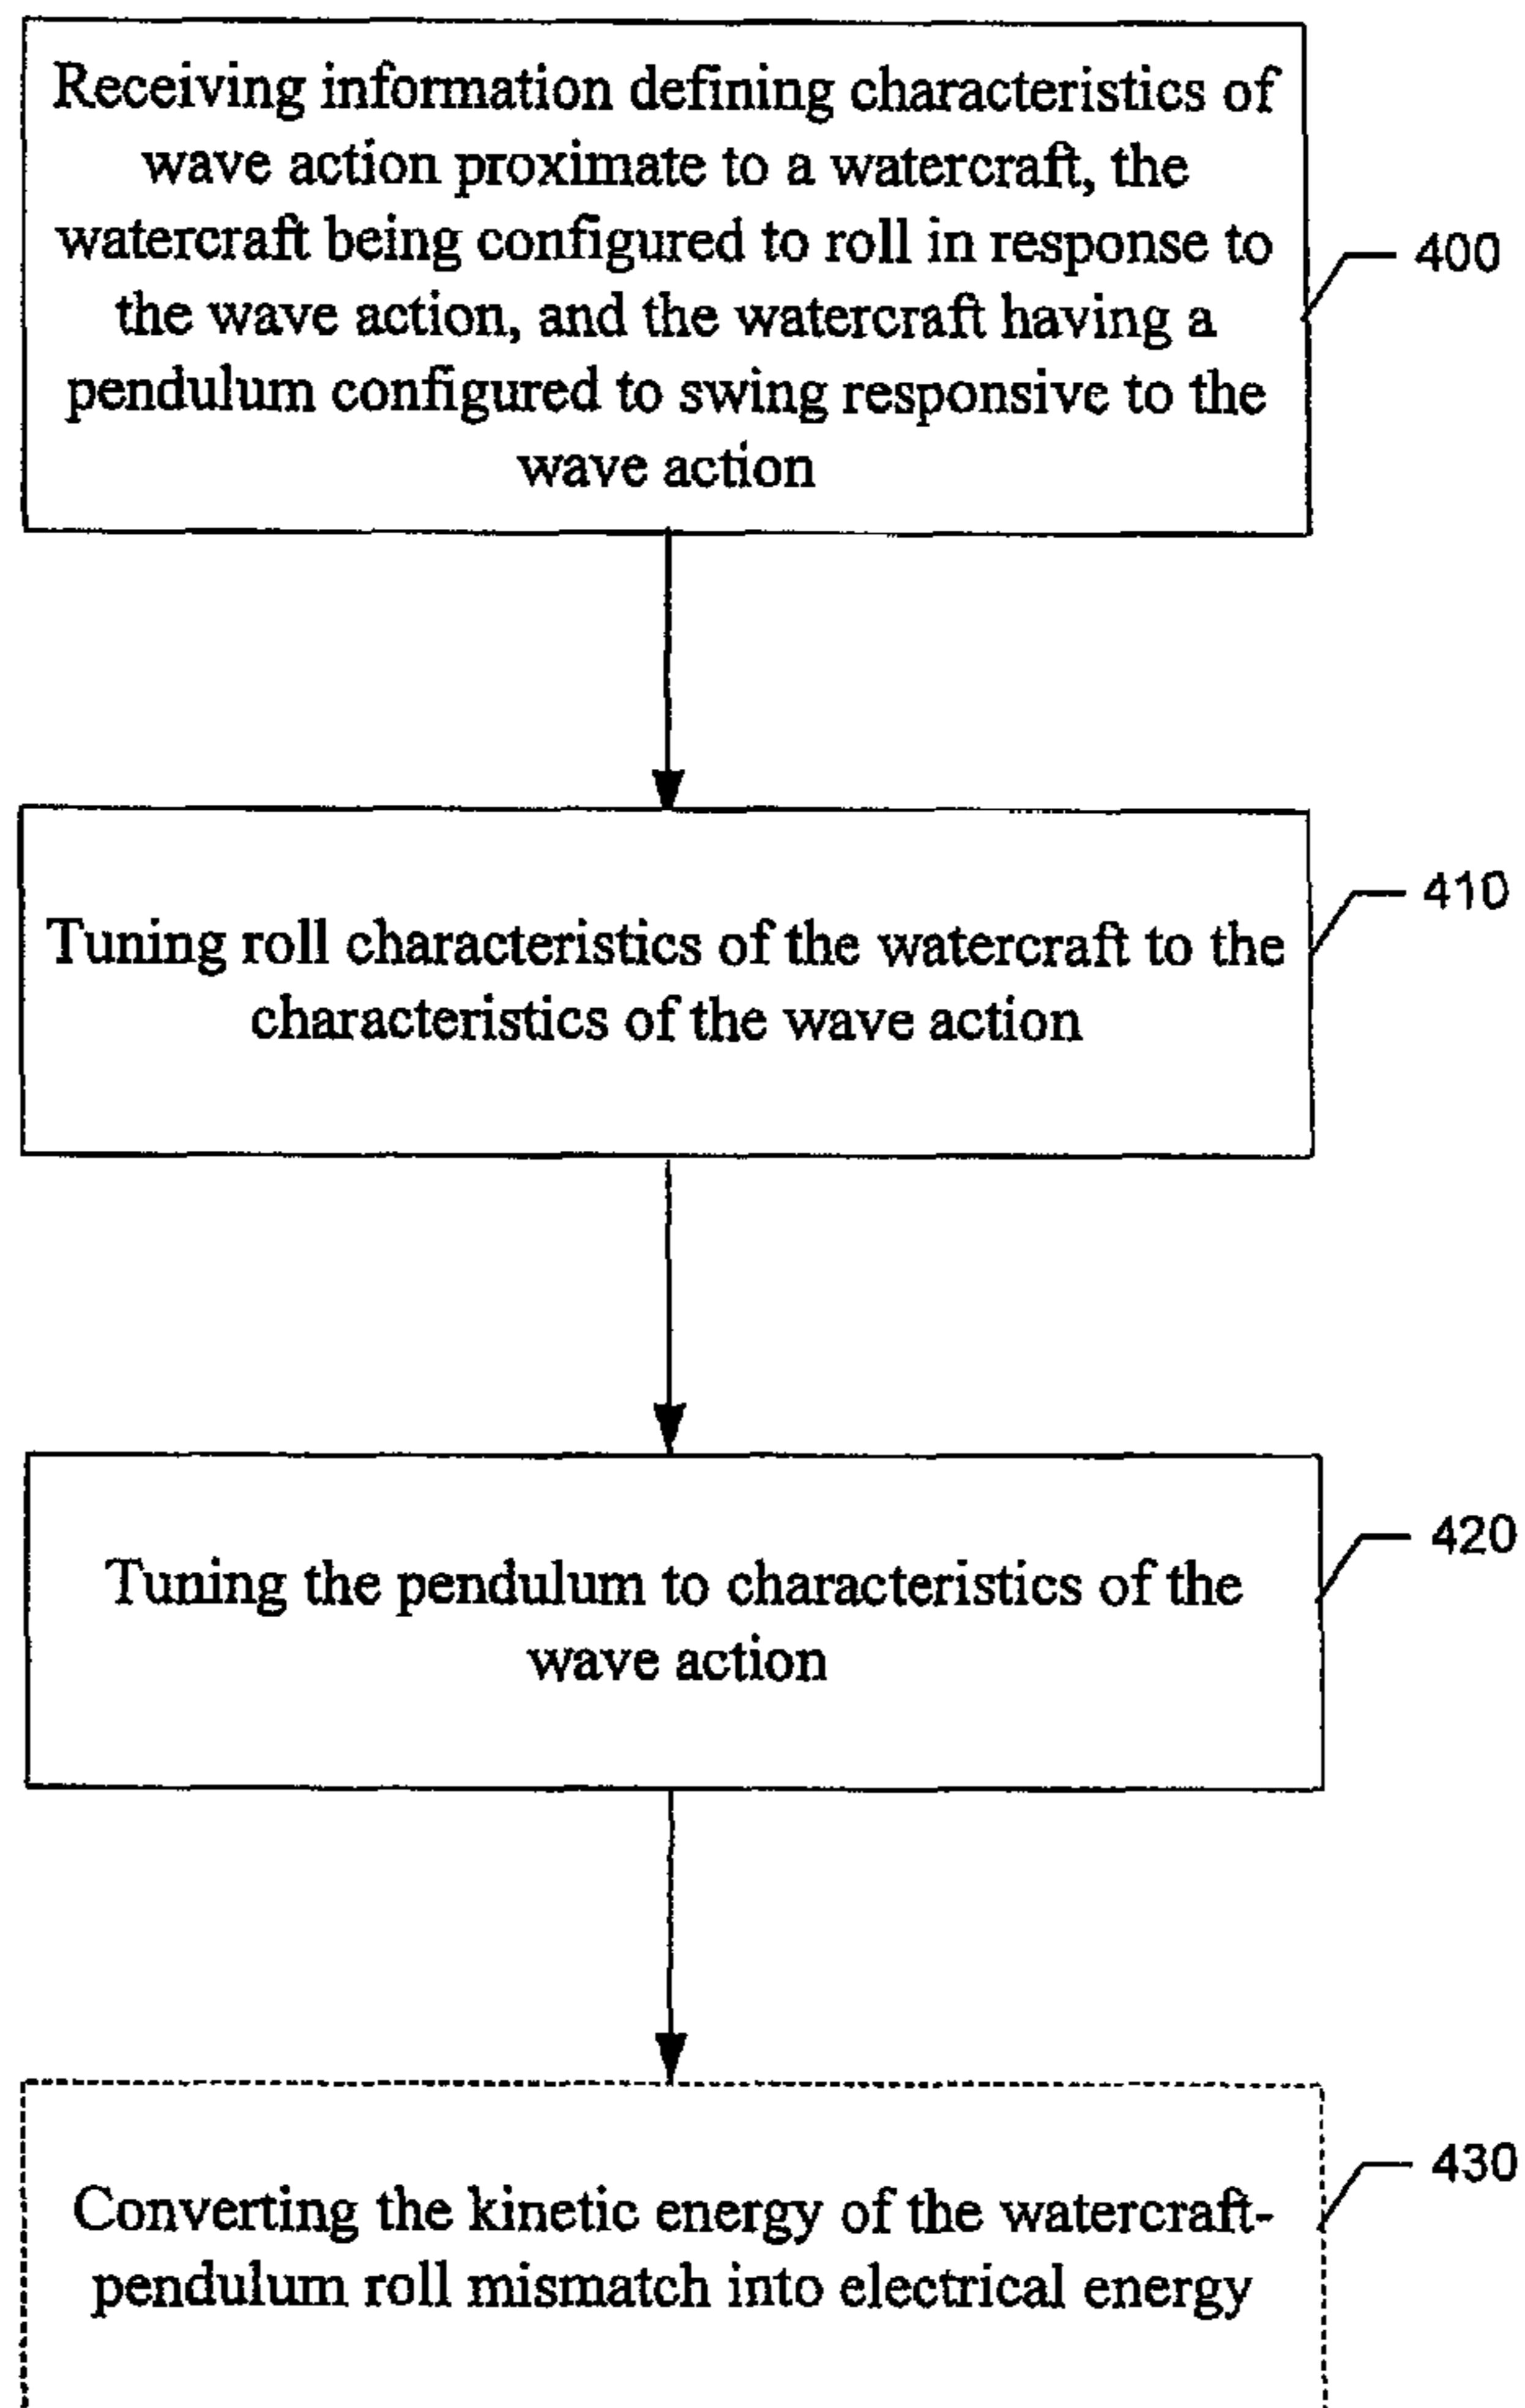 Receiving information defining characteristics of
wave action proximate to a watercraft, the
watercraft being configured to roll in response to
the wave action, and the watercraft having a
pendulum configured to swing responsive to the
wave action
400
Tuning roll characteristics of the watercraft to the
characteristics of the wave action
410
Tuning the pendulum to characteristics of the
wave action
420
Converting the kinetic energy of the watercraft-
pendulum roll mismatch into electrical energy
430